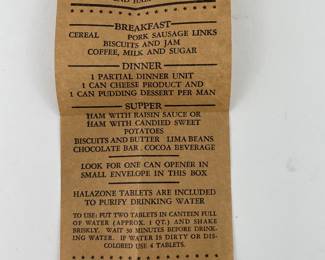 BREAKFAST
CEREAL PORK SAUSAGE LINKS
BISCUITS AND JAM
COFFEE, MILK AND SUGAR
DINNER
1 PARTIAL DINNER UNIT
1 CAN CHEESE PRODUCT AND
1 CAN PUDDING DESSERT PER MAN
SUPPER
HAM WITH RAISIN SAUCE OR
HAM WITH CANDIED SWEET
POTATOES
BISCUITS AND BUTTER LIMA BEANS
CHOCOLATE BAR . COCOA BEVERAGE
LOOK FOR ONE CAN OPENER IN
SMALL ENVELOPE IN THIS BOX
HALAZONE TABLETS ARE INCLUDED
TO PURIFY DRINKING WATER
TO USE: PUT TWO TABLETS IN CANTEEN FULL
OF WATER (APPROX. 1 QT.) AND SHAKE
BRISKLY. WAIT 30 MINUTES BEFORE DRINK-
ING WATER. IF WATER IS DIRTY OR DIS-
COLORED USE 4 TABLETS.